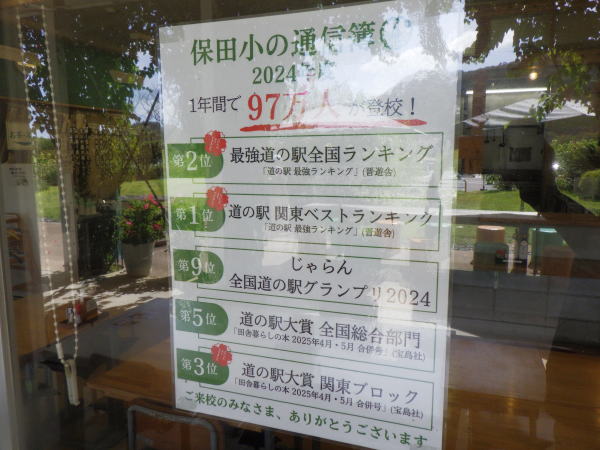 保田小の通信簿
2024年度
1年間で 97万人 が登校！
第2位
最強道の駅全国ランキング
「道の駅 最強ランキング」(晋遊舎)
第1位
道の駅 関東ベストランキング
「道の駅 最強ランキング」(晋遊舎)
第9位
じゃらん
全国道の駅グランプリ2024
第5位
道の駅大賞 全国総合部門
「田舎暮らしの本 2025年4月・5月 合併号」(宝島社)
第3位
道の駅大賞 関東ブロック
「田舎暮らしの本 2025年4月・5月 合併号」(宝島社)
ご来校のみなさま、ありがとうございます